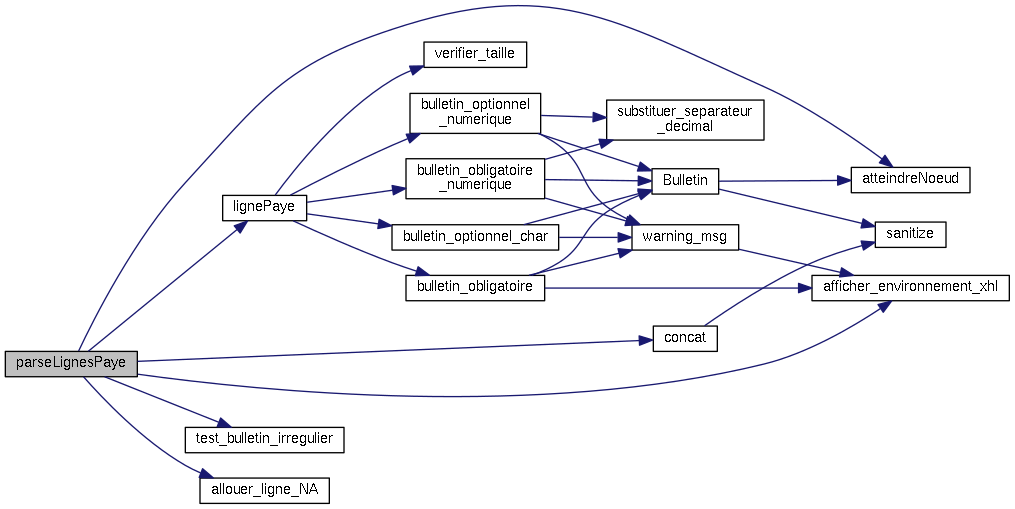 verifier_taille
bulletin_optionnel
_numerique
substituer_separateur
_decimal
bulletin_obligatoire
_numerique
Bulletin
atteindreNoeud
lignePaye
bulletin_optionnel_char
warning_msg
sanitize
bulletin_obligatoire
afficher_environnement_xhl
concat
parseLignesPaye
test_bulletin_irregulier
allouer_ligne_NA